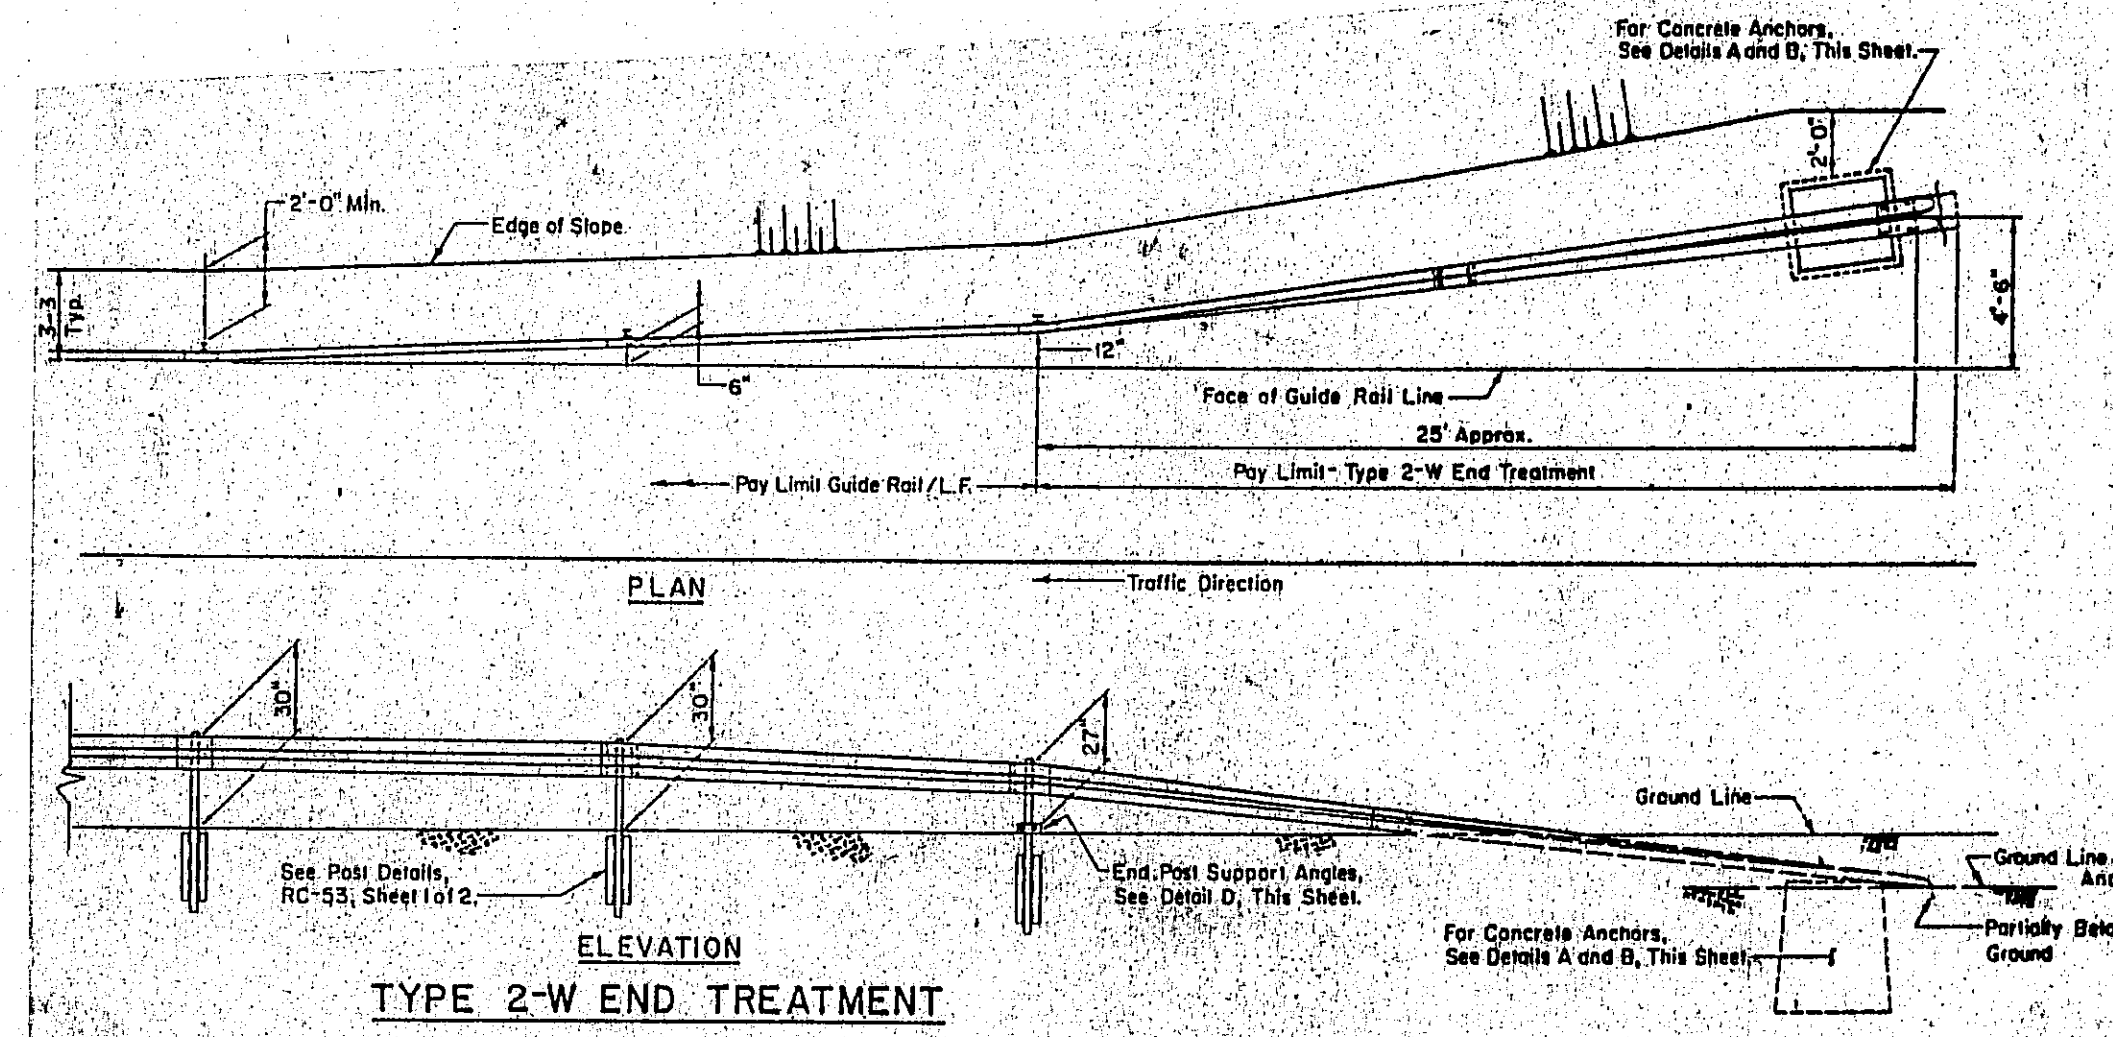 For Concrete Anchors,
See Details A and B, This Sheet.
2'-0" Min.
Edge of Slope
2'-0"
3-3
Typ.
4'-6"
12"
6"
Face of Guide Rail Line
25' Approx.
Pay Limit Guide Rail/L.F.
Pay Limit- Type 2-W End Treatment
PLAN
Traffic Direction
30"
30"
27"
Ground Line
See Post Details,
RC-53, Sheet 1 of 2.
End Post Support Angles,
See Detail D, This Sheet.
Ground Line
Partially
Ground
For Concrete Anchors,
See Details A and B, This Sheet.
ELEVATION
TYPE 2-W END TREATMENT